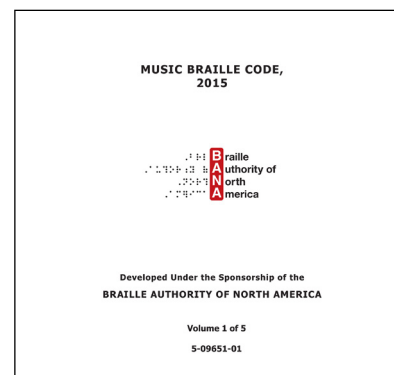 MUSIC BRAILLE CODE,
2015
Braille
Authority of
North
America
Developed Under the Sponsorship of the
BRAILLE AUTHORITY OF NORTH AMERICA
Volume 1 of 5
5-09651-01